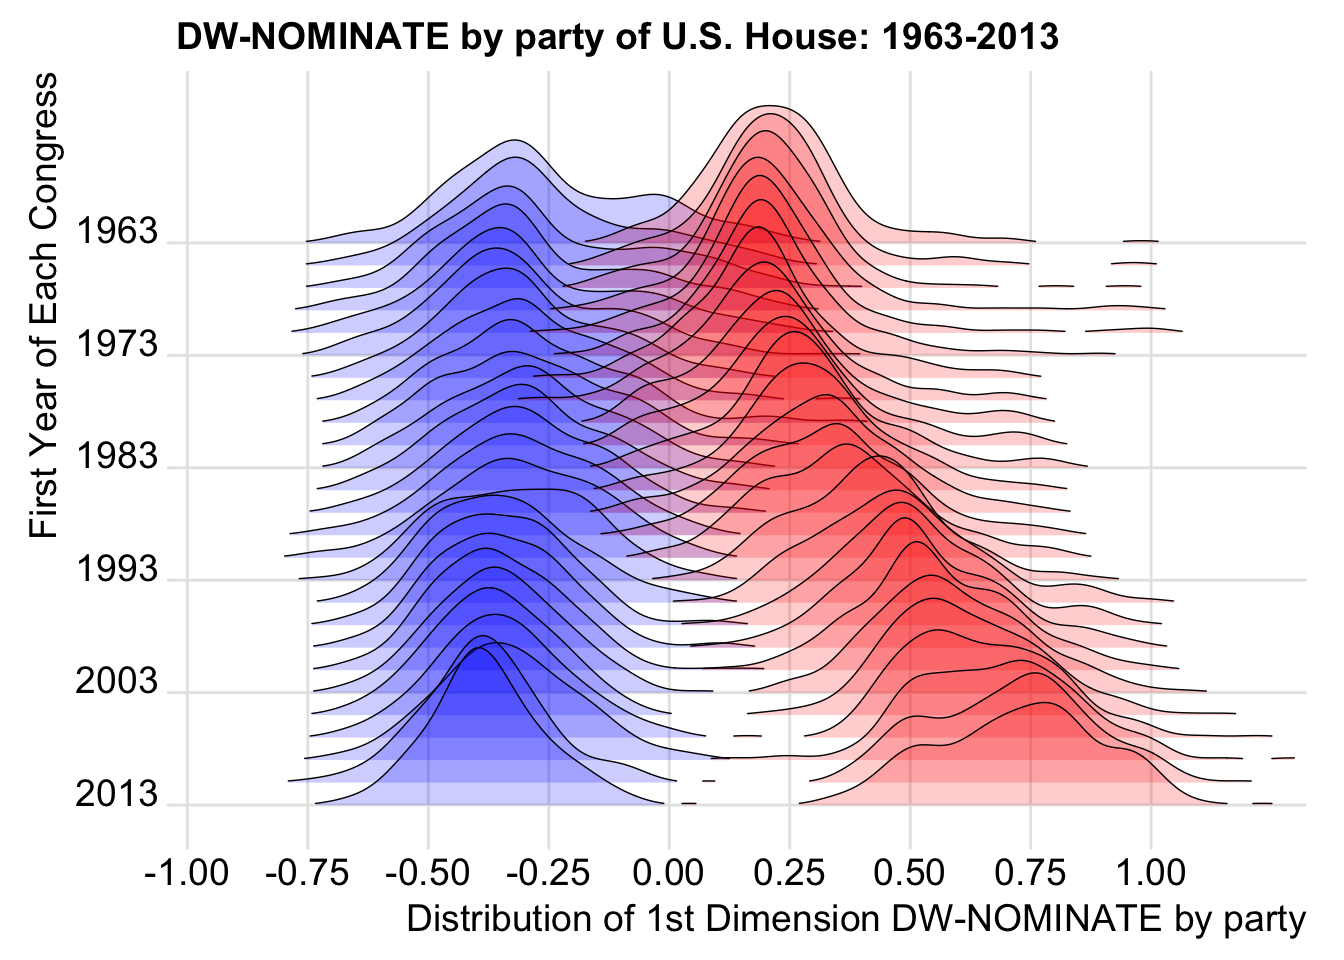 DW-NOMINATE by party of U.S. House: 1963-2013
First Year of Each Congress
1963
1973
1983
1993
2003
2013
-1.00 -0.75 -0.50 -0.25 0.00 0.25 0.50 0.75 1.00
Distribution of 1st Dimension DW-NOMINATE by party